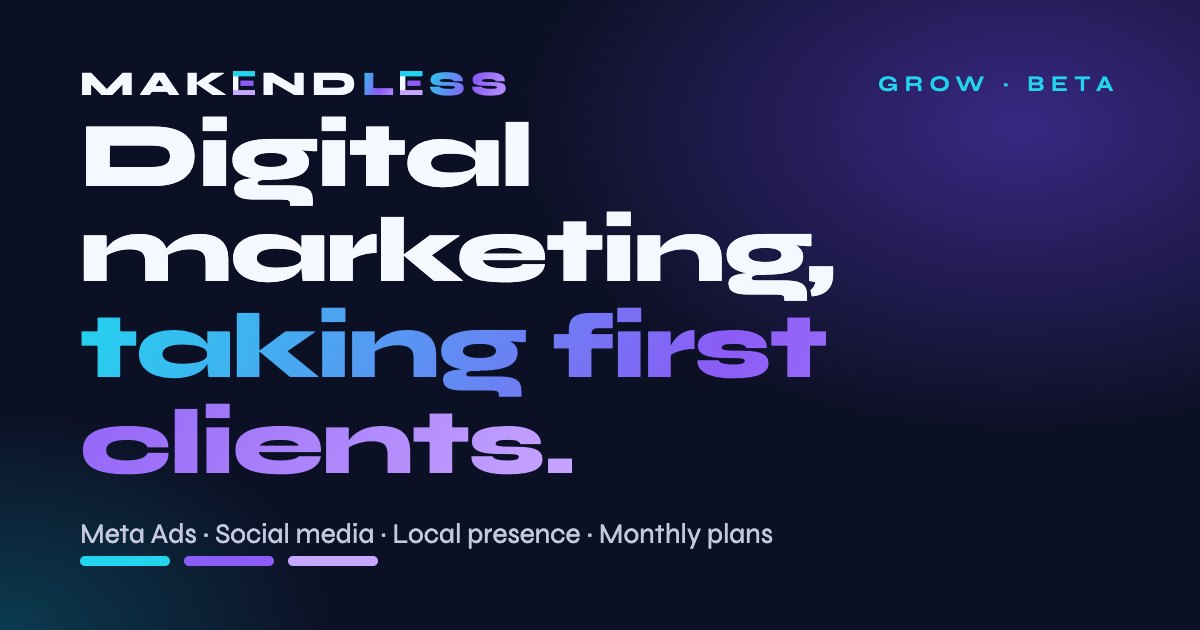 MAKENDLESS
GROW · BETA
Digital
marketing,
taking first
clients.
Meta Ads · Social media · Local presence · Monthly plans